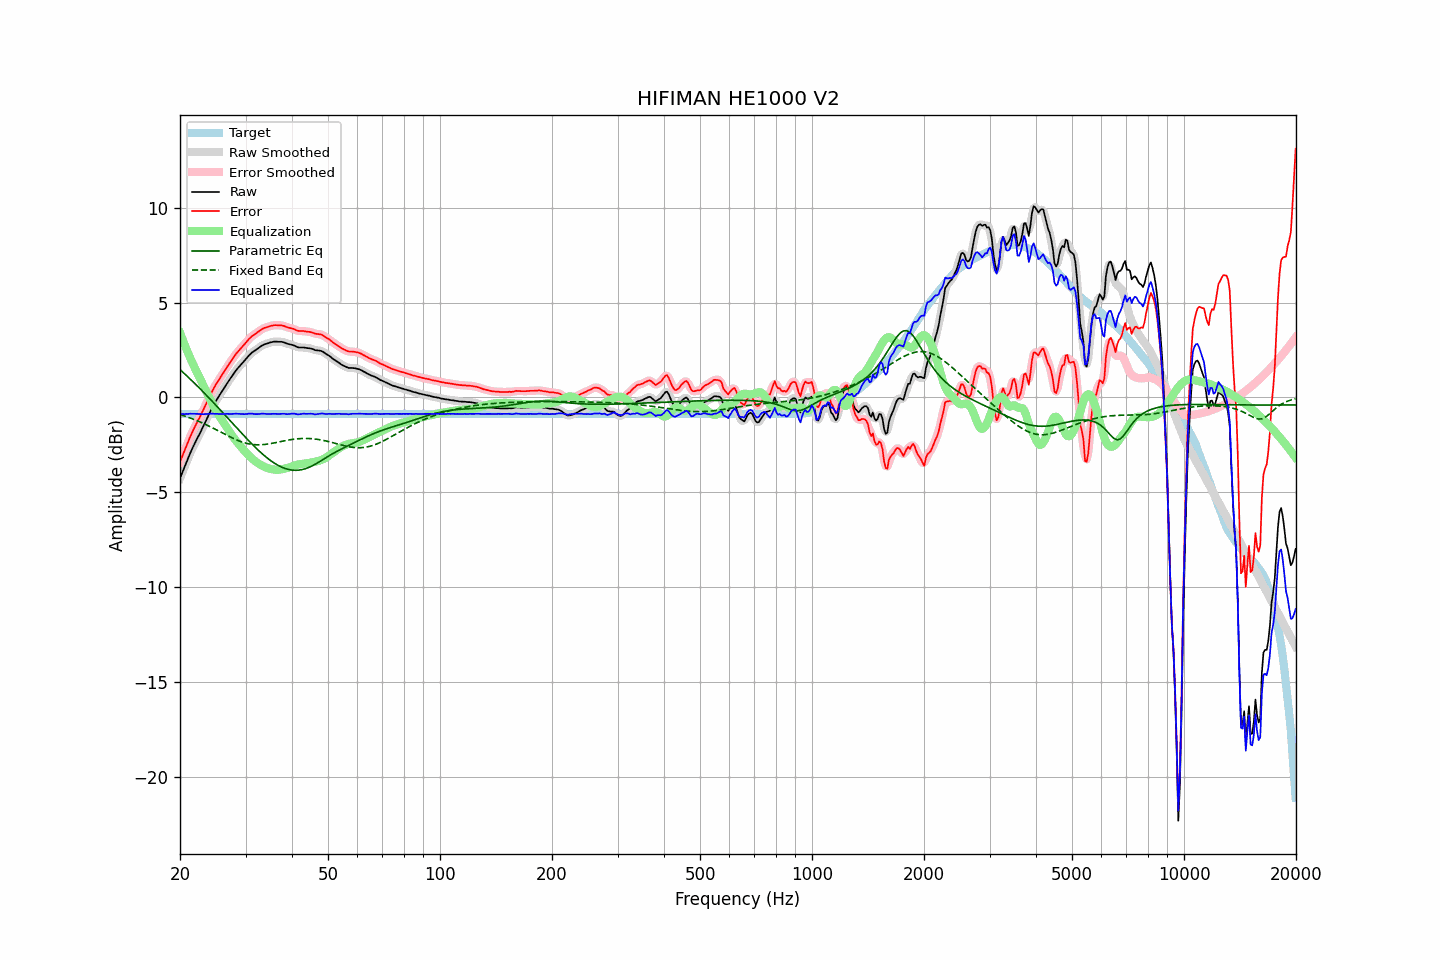 HIFIMAN HE1000 V2
Target
Raw Smoothed
Error Smoothed
Raw
Error
Equalization
Parametric Eq
Fixed Band Eq
Equalized
10
5
0
−5
−10
−15
−20
Amplitude (dBr)
20
50
100
200
500
1000
2000
5000
10000
20000
Frequency (Hz)